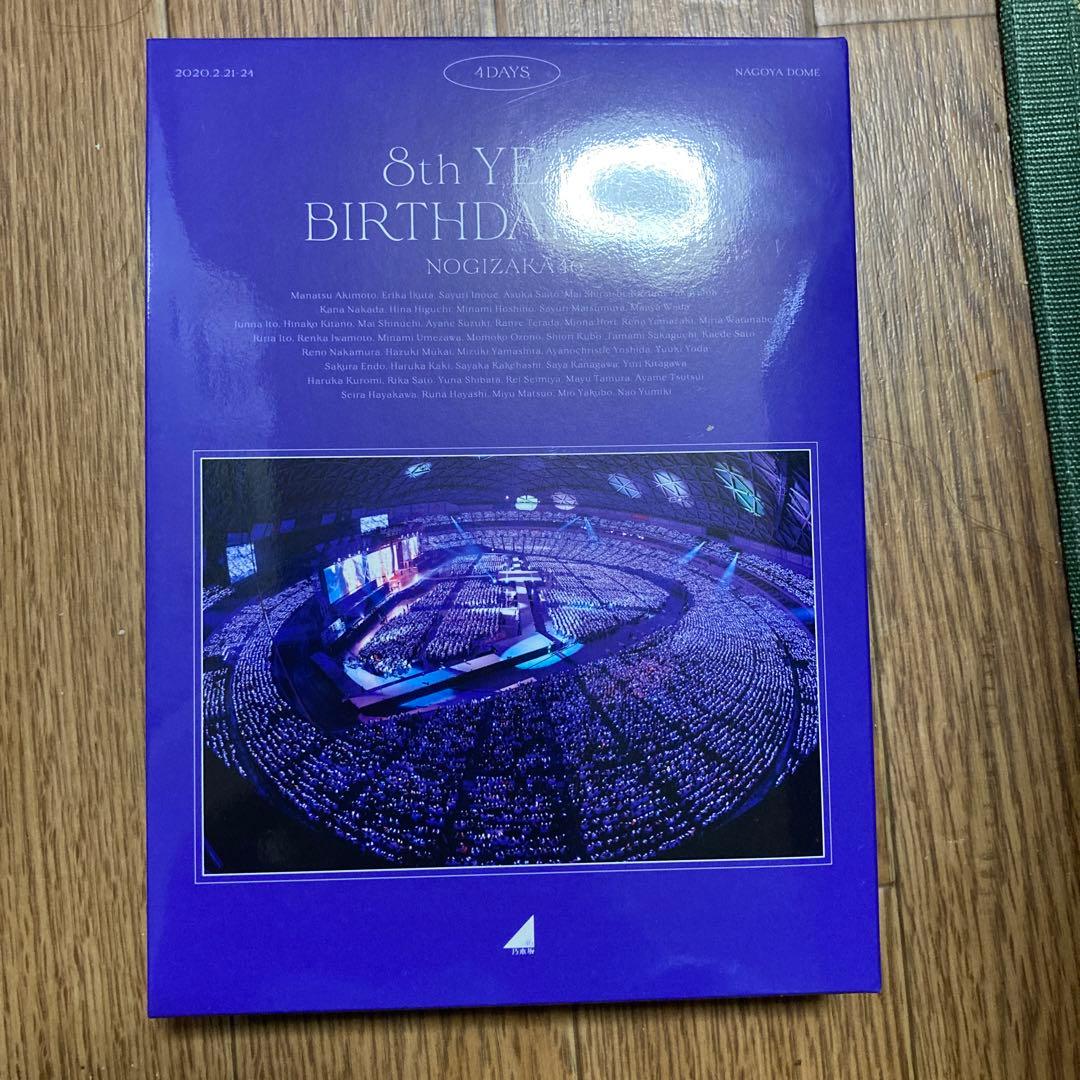 2020.2.21-24
4DAYS
NAGOYA DOME
8th
BIRTHDAY
NOGIZAKA46
Manatsu Akimoto. Erika Ikuta. Sayuri Inoue. Asuka Saito. Mai
Kana Nakada. Hina Higuchi. Minami Hoshino. Sayuri Matsumura. Maaya Wada
Junna Ito. Hinako Kitano. Mai Shinuchi. Ayane Suzuki. Ranze Terada. Miona Hori. Reno Yamazaki. Miria Watanabe.
Riria Ito. Renka Iwamoto. Minami Umezawa. Momoko Ozono. Shiori Kubo. Tamami Sakaguchi. Kaede Sato
Reno Nakamura. Hazuki Mukai. Mizuki Yamashita. Ayanochristie Yoshida. Yuuki Yoda
Sakura Endo. Haruka Kaki. Sayaka Kakehashi. Saya Kanagawa. Yuri Kitagawa
Haruka Kuromi. Rika Sato. Yuna Shibata. Rei Seimiya. Mayu Tamura. Ayame Tsutsui
Seira Hayakawa. Runa Hayashi. Miyu Matsuo. Mio Yakubo. Nao Yumiki
乃木坂